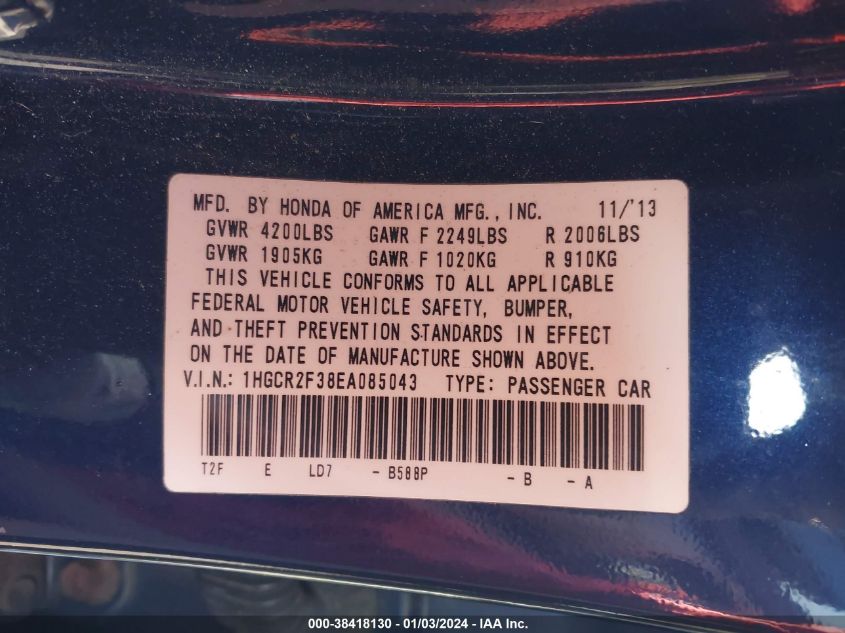 MFD. BY HONDA OF AMERICA MFG., INC. 11/'13
GVWR 4200LBS GAWR F 2249LBS R 2006LBS
GVWR 1905KG GAWR F 1020KG R 910KG
THIS VEHICLE CONFORMS TO ALL APPLICABLE
FEDERAL MOTOR VEHICLE SAFETY, BUMPER,
AND THEFT PREVENTION STANDARDS IN EFFECT
ON THE DATE OF MANUFACTURE SHOWN ABOVE.
V.I.N.: 1HGCR2F38EA085043 TYPE: PASSENGER CAR
T2F E LD7 - B588P - B - A
000-38418130 - 01/03/2024 - IAA Inc.